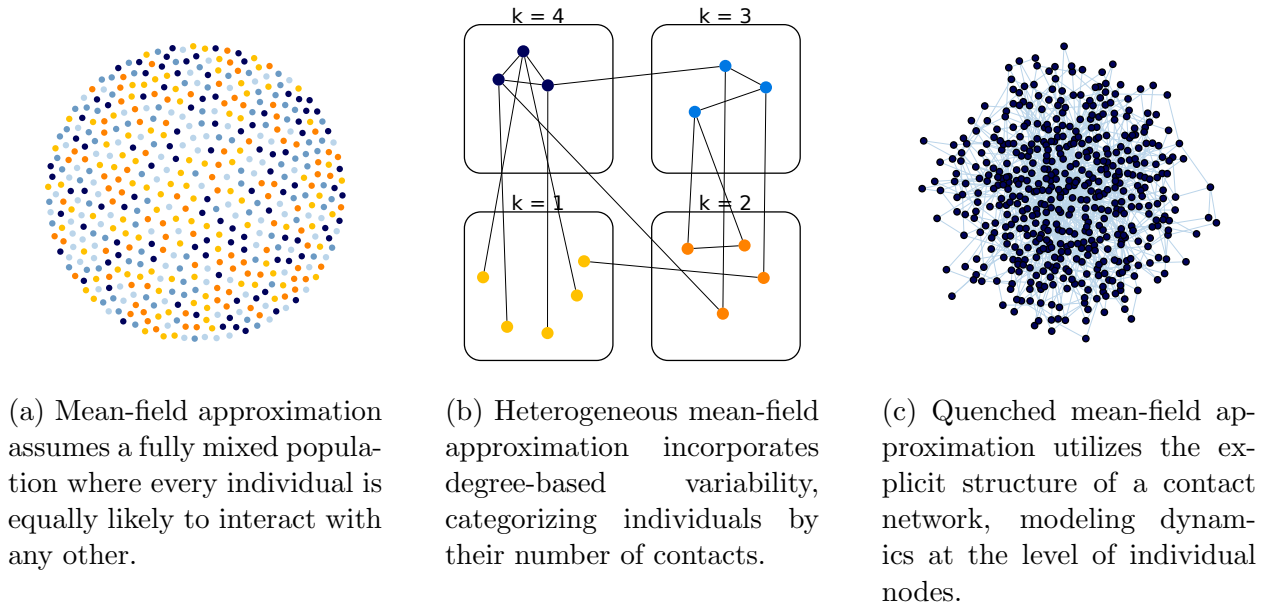 k = 4
k = 3
k = 1
k = 2
(a) Mean-field approximation
assumes a fully mixed popula-
tion where every individual is
equally likely to interact with
any other.
(b) Heterogeneous mean-field
approximation incorporates
degree-based variability,
categorizing individuals by
their number of contacts.
(c) Quenched mean-field ap-
proximation utilizes the ex-
plicit structure of a contact
network, modeling dynam-
ics at the level of individual
nodes.